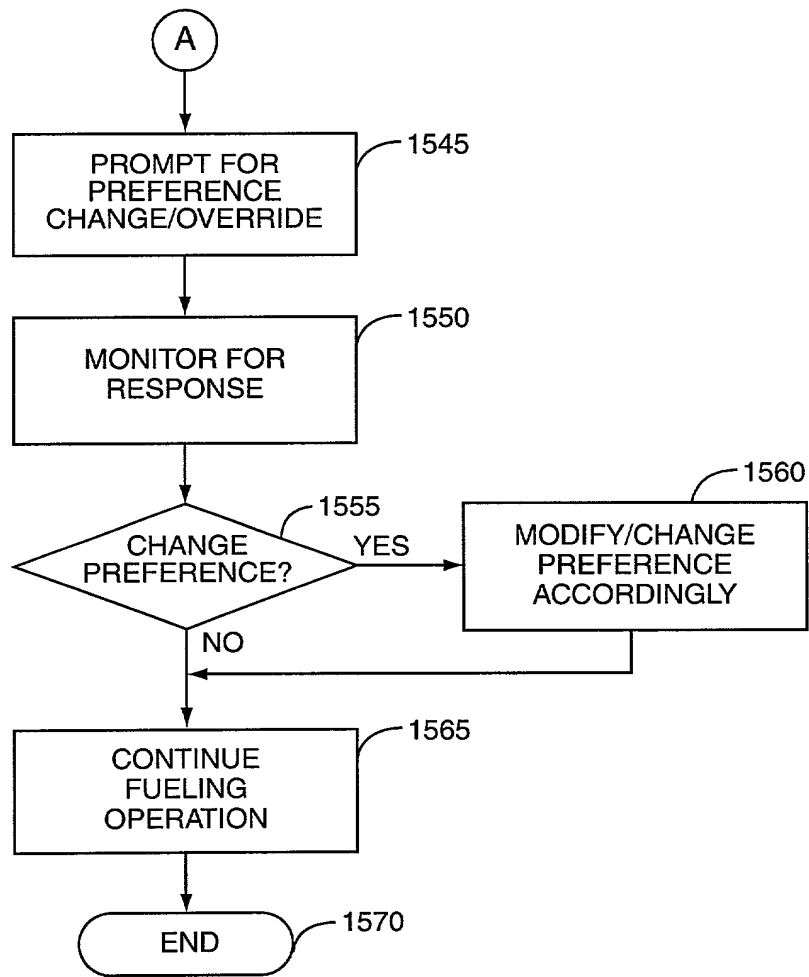 A
1545
PROMPT FOR
PREFERENCE
CHANGE/OVERRIDE
1550
MONITOR FOR
RESPONSE
1555
CHANGE
PREFERENCE?
YES
NO
1560
MODIFY/CHANGE
PREFERENCE
ACCORDINGLY
1565
CONTINUE
FUELING
OPERATION
END
1570